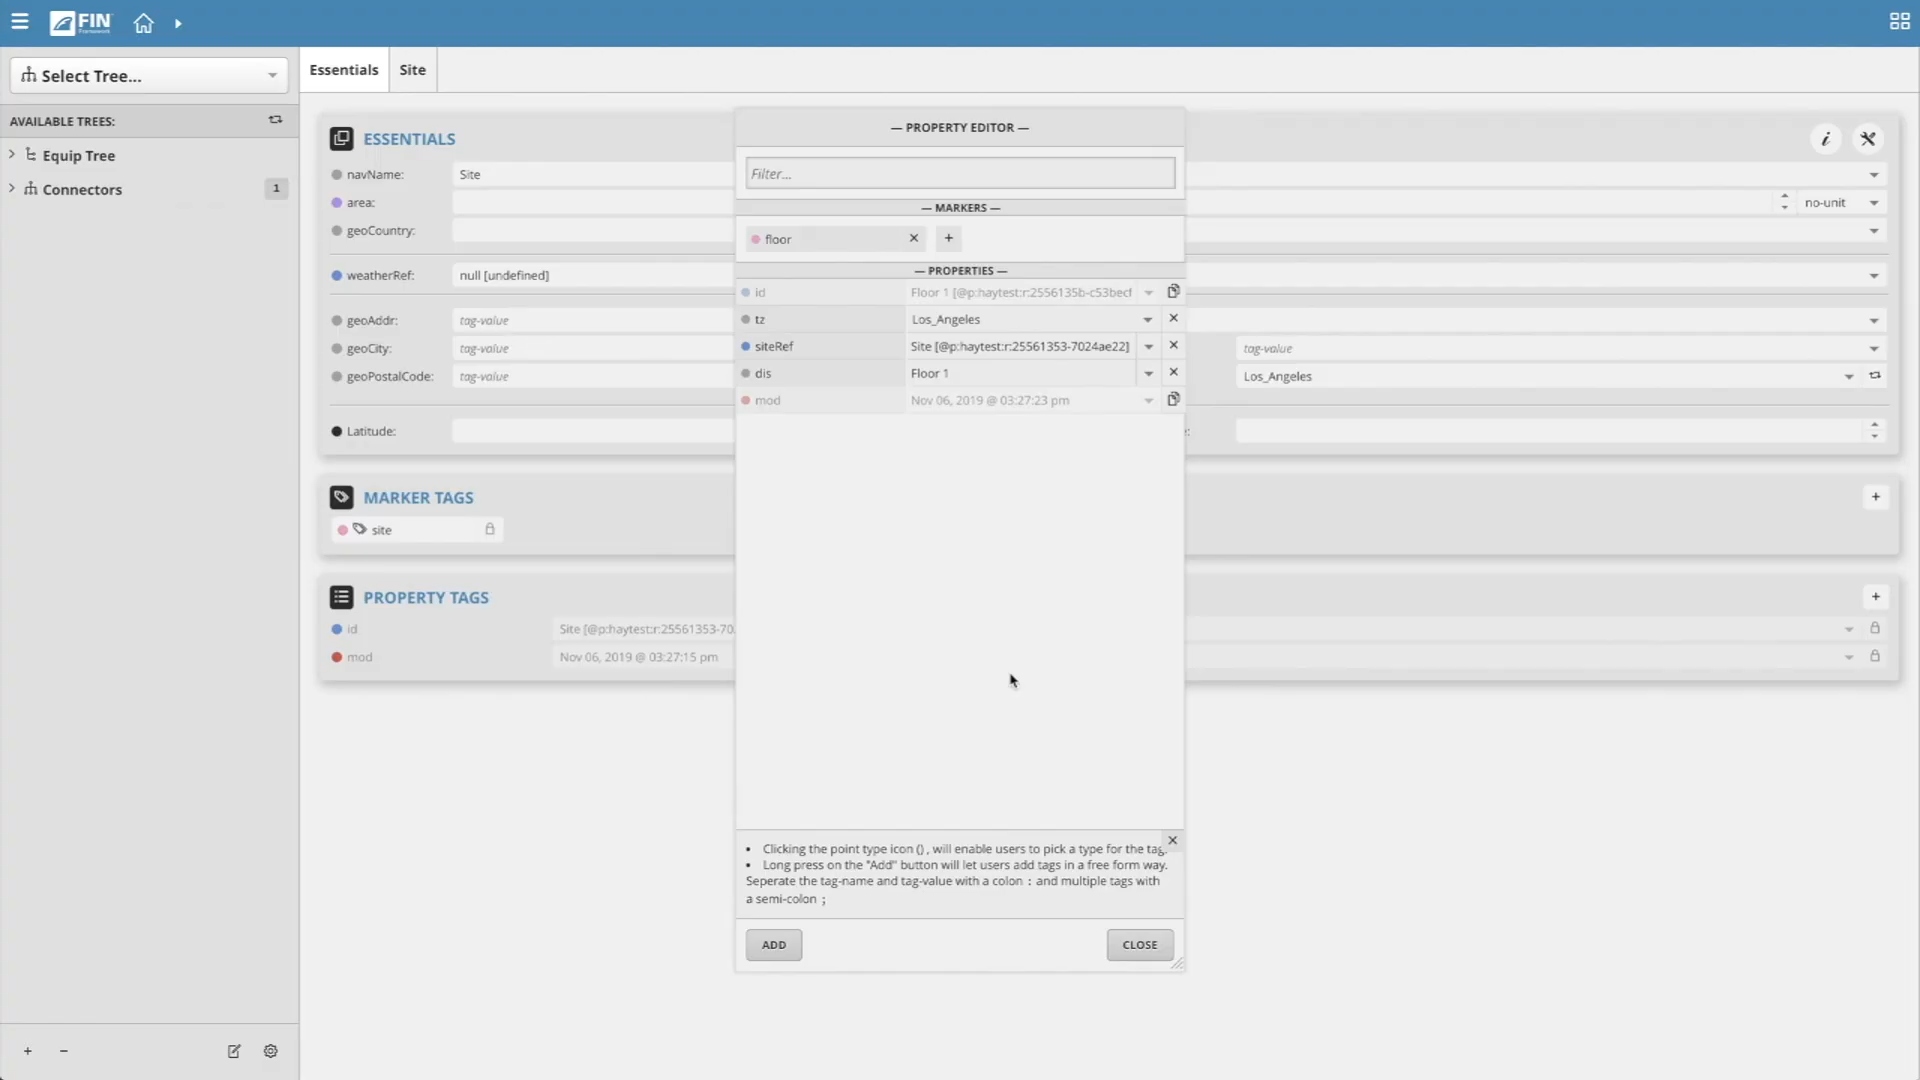 FIN
Framework
Select Tree...
AVAILABLE TREES:
Equip Tree
Connectors
1
Essentials
Site
ESSENTIALS
navName:
Site
area:
no-unit
geoCountry:
weatherRef:
null [undefined]
geoAddr:
tag-value
geoCity:
tag-value
tag-value
geoPostalCode:
tag-value
Los_Angeles
Latitude:
MARKER TAGS
site
PROPERTY TAGS
id
Site [@p:haytest:r:25561353-70
mod
Nov 06, 2019 @ 03:27:15 pm
— PROPERTY EDITOR —
Filter...
— MARKERS —
floor
— PROPERTIES —
id
Floor 1 [@p:haytest:r:2556135b-c53becf
tz
Los_Angeles
siteRef
Site [@p:haytest:r:25561353-7024ae22]
dis
Floor 1
mod
Nov 06, 2019 @ 03:27:23 pm
• Clicking the point type icon () , will enable users to pick a type for the tag.
• Long press on the "Add" button will let users add tags in a free form way.
Seperate the tag-name and tag-value with a colon : and multiple tags with
a semi-colon ;
ADD
CLOSE